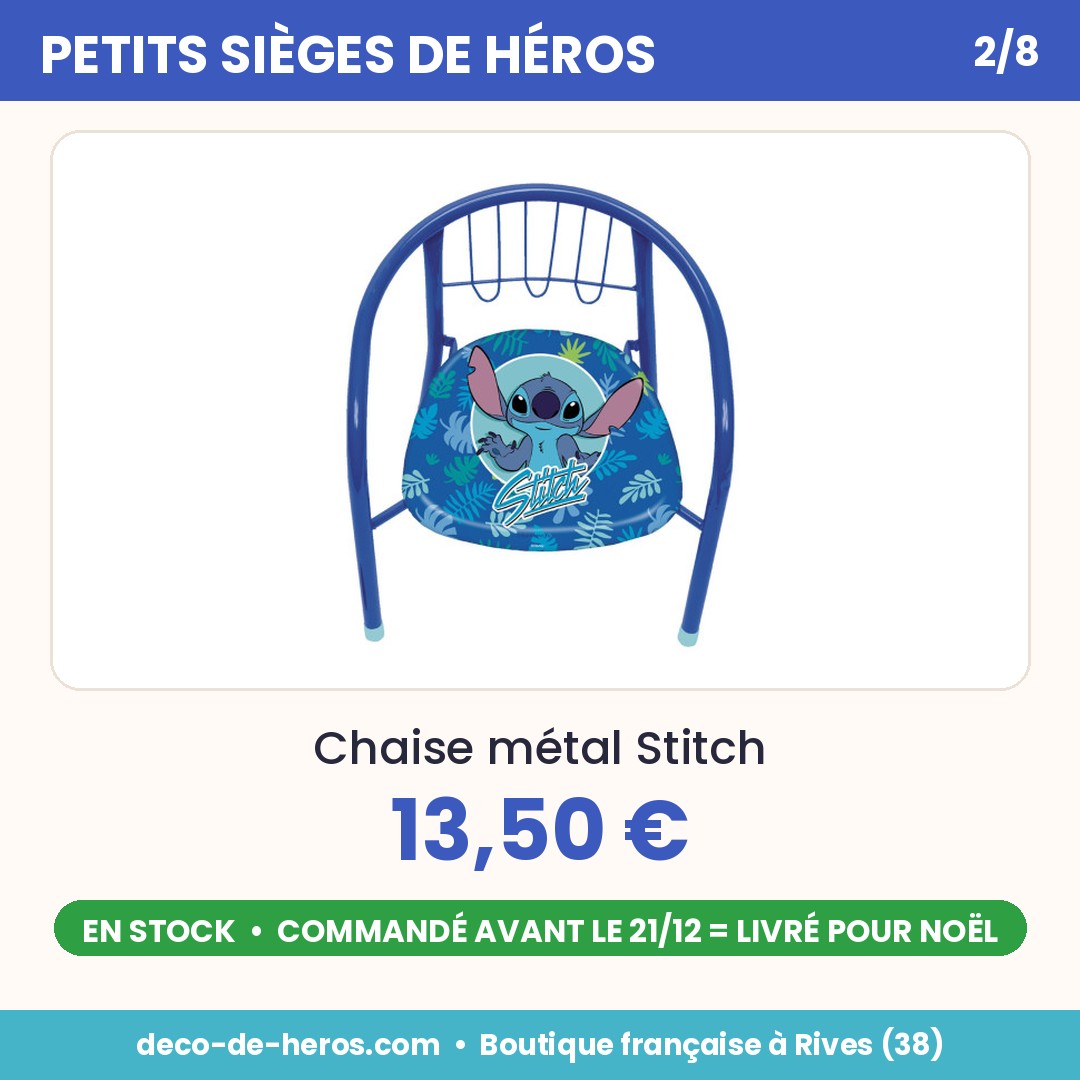 PETITS SIÈGES DE HÉROS
2/8
Stitch
Chaise métal Stitch
13,50 €
EN STOCK • COMMANDÉ AVANT LE 21/12 = LIVRÉ POUR NOËL
deco-de-heros.com • Boutique française à Rives (38)